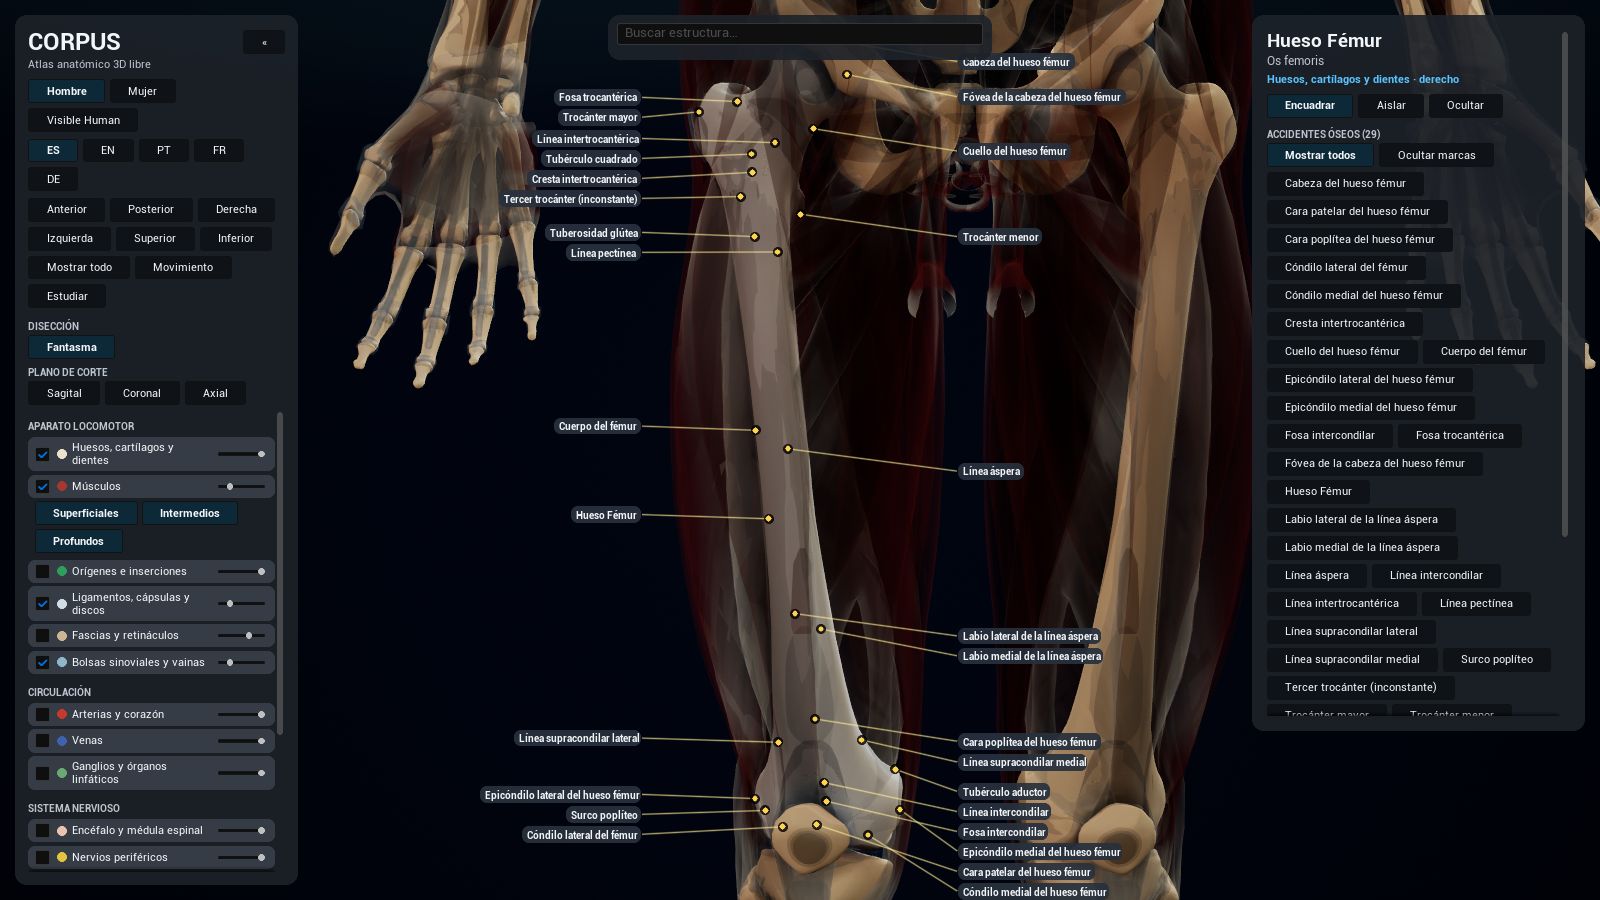 CORPUS
«
Atlas anatómico 3D libre
Hombre
Mujer
Visible Human
ES
EN
PT
FR
DE
Anterior
Posterior
Derecha
Izquierda
Superior
Inferior
Mostrar todo
Movimiento
Estudiar
DISECCIÓN
Fantasma
PLANO DE CORTE
Sagital
Coronal
Axial
APARATO LOCOMOTOR
Huesos, cartílagos y
dientes
Músculos
Superficiales
Intermedios
Profundos
Orígenes e inserciones
Ligamentos, cápsulas y
discos
Fascias y retináculos
Bolsas sinoviales y vainas
CIRCULACIÓN
Arterias y corazón
Venas
Ganglios y órganos
linfáticos
SISTEMA NERVIOSO
Encéfalo y médula espinal
Nervios periféricos
Buscar estructura...
Fosa trocantérica
Trocánter mayor
Línea intertrocantérica
Tubérculo cuadrado
Cresta intertrocantérica
Tercer trocánter (inconstante)
Tuberosidad glútea
Línea pectínea
Cuerpo del fémur
Hueso Fémur
Línea supracondilar lateral
Epicóndilo lateral del hueso fémur
Surco poplíteo
Cóndilo lateral del fémur
Cabeza del hueso fémur
Fóvea de la cabeza del hueso fémur
Cuello del hueso fémur
Trocánter menor
Línea áspera
Labio lateral de la línea áspera
Labio medial de la línea áspera
Cara poplítea del hueso fémur
Línea supracondilar medial
Tubérculo aductor
Línea intercondilar
Fosa intercondilar
Epicóndilo medial del hueso fémur
Cara patelar del hueso fémur
Cóndilo medial del hueso fémur
Hueso Fémur
Os femoris
Huesos, cartílagos y dientes · derecho
Encuadrar
Aislar
Ocultar
ACCIDENTES ÓSEOS (29)
Mostrar todos
Ocultar marcas
Cabeza del hueso fémur
Cara patelar del hueso fémur
Cara poplítea del hueso fémur
Cóndilo lateral del fémur
Cóndilo medial del hueso fémur
Cresta intertrocantérica
Cuello del hueso fémur
Cuerpo del fémur
Epicóndilo lateral del hueso fémur
Epicóndilo medial del hueso fémur
Fosa intercondilar
Fosa trocantérica
Fóvea de la cabeza del hueso fémur
Hueso Fémur
Labio lateral de la línea áspera
Labio medial de la línea áspera
Línea áspera
Línea intercondilar
Línea intertrocantérica
Línea pectínea
Línea supracondilar lateral
Línea supracondilar medial
Surco poplíteo
Tercer trocánter (inconstante)
Trocánter mayor
Trocánter menor